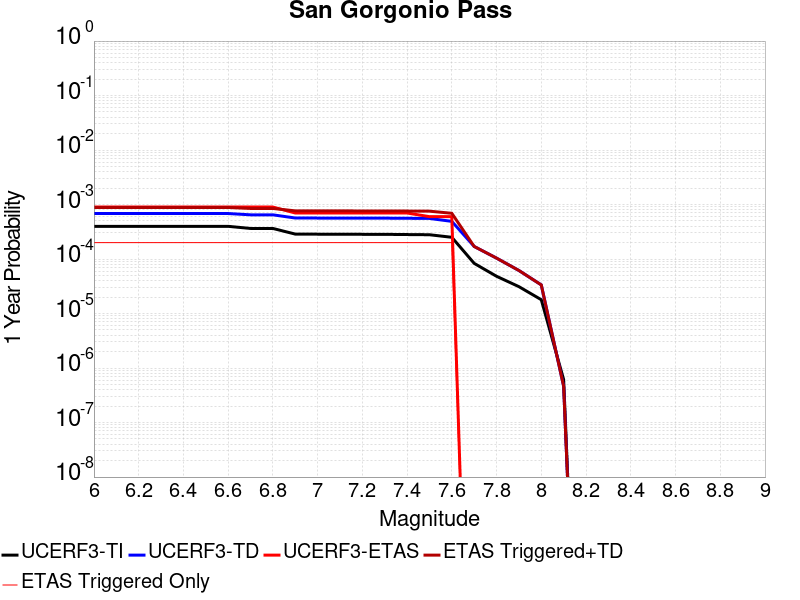 San Gorgonio Pass
10^0
10^-1
10^-2
10^-3
10^-4
10^-5
10^-6
10^-7
10^-8
1 Year Probability
6 6.2 6.4 6.6 6.8 7 7.2 7.4 7.6 7.8 8 8.2 8.4 8.6 8.8 9
Magnitude
UCERF3-TI UCERF3-TD UCERF3-ETAS ETAS Triggered+TD
ETAS Triggered Only